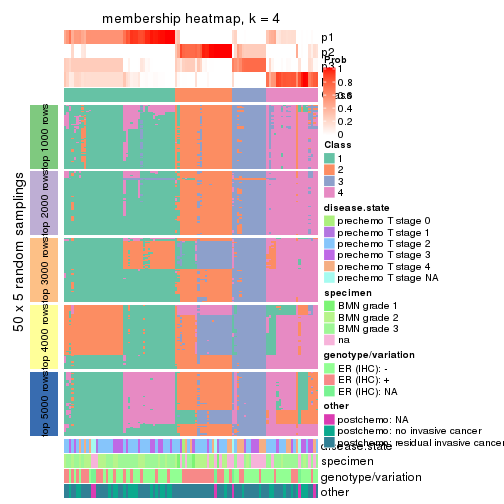 membership heatmap, k = 4
p1
p2
p3
Prob
1
0.8
0.6
0.4
0.2
0
Class
1
2
3
4
disease.state
prechemo T stage 0
prechemo T stage 1
prechemo T stage 2
prechemo T stage 3
prechemo T stage 4
prechemo T stage NA
specimen
BMN grade 1
BMN grade 2
BMN grade 3
na
genotype/variation
ER (IHC): -
ER (IHC): +
ER (IHC): NA
other
postchemo: NA
postchemo: no invasive cancer
postchemo: residual invasive cancer
50 x 5 random samplings
top 1000 rows
top 2000 rows
top 3000 rows
top 4000 rows
top 5000 rows
disease.state
specimen
genotype/variation
other